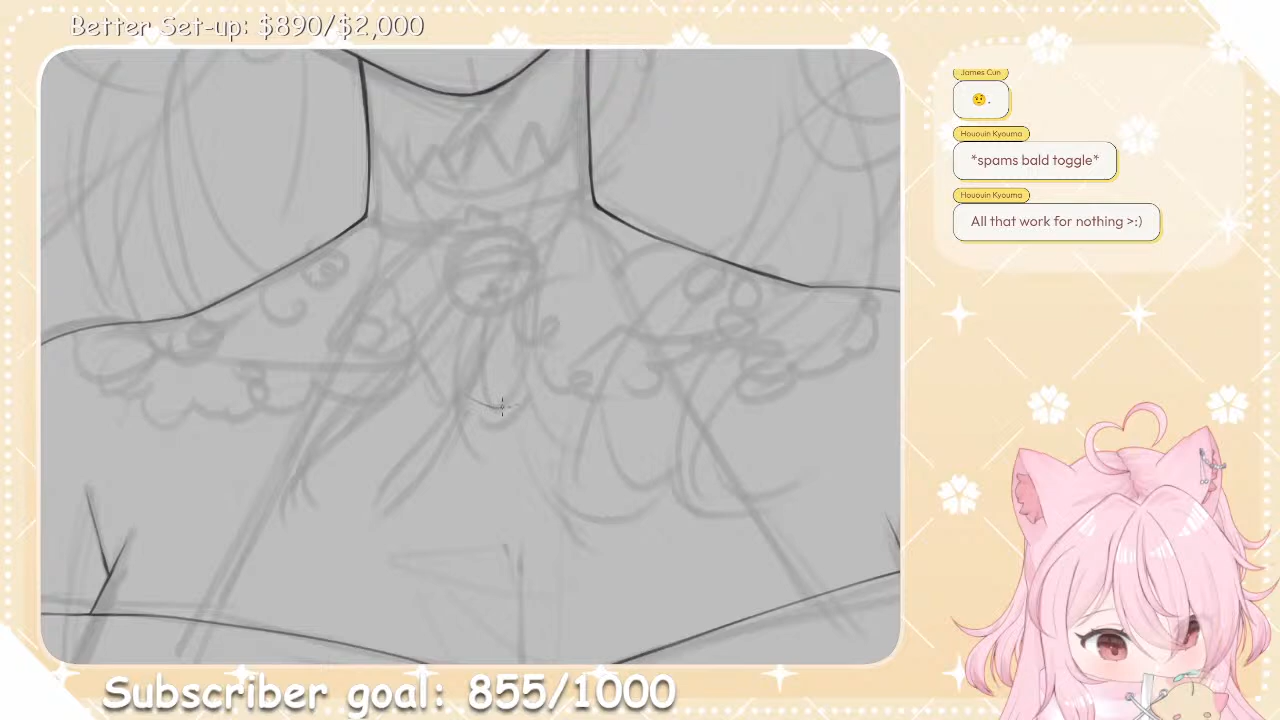 Better Set-up: $890/$2,000
James Cun
🤨.
Hououin Kyouma
*spams bald toggle*
Hououin Kyouma
All that work for nothing >:)
Subscriber goal: 855/1000